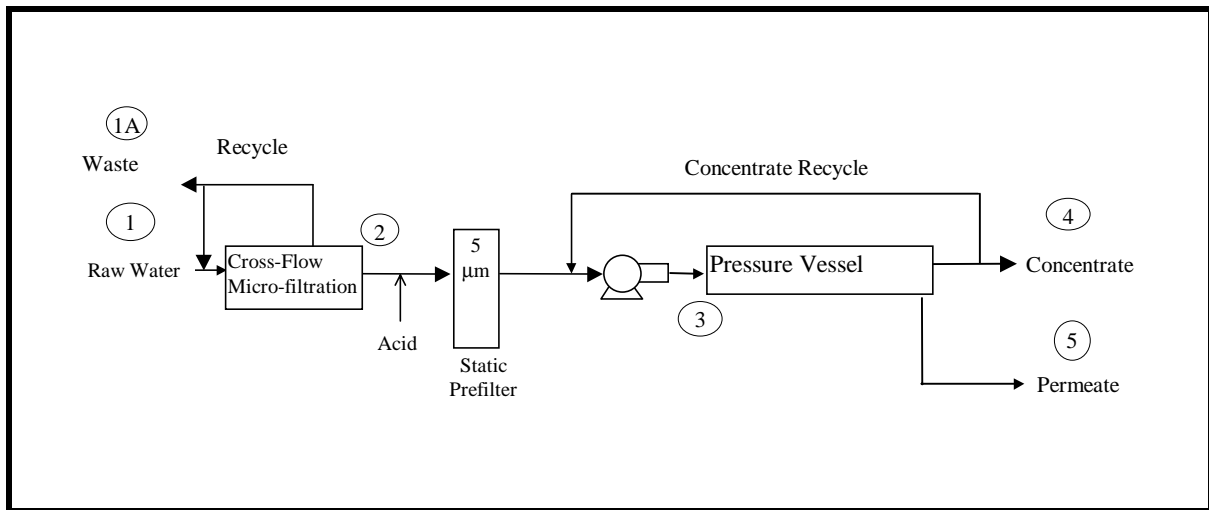 1A
Waste
Recycle
1
Raw Water
Cross-Flow
Micro-filtration
2
Acid
5
μm
Static
Prefilter
Concentrate Recycle
3
Pressure Vessel
4
Concentrate
5
Permeate